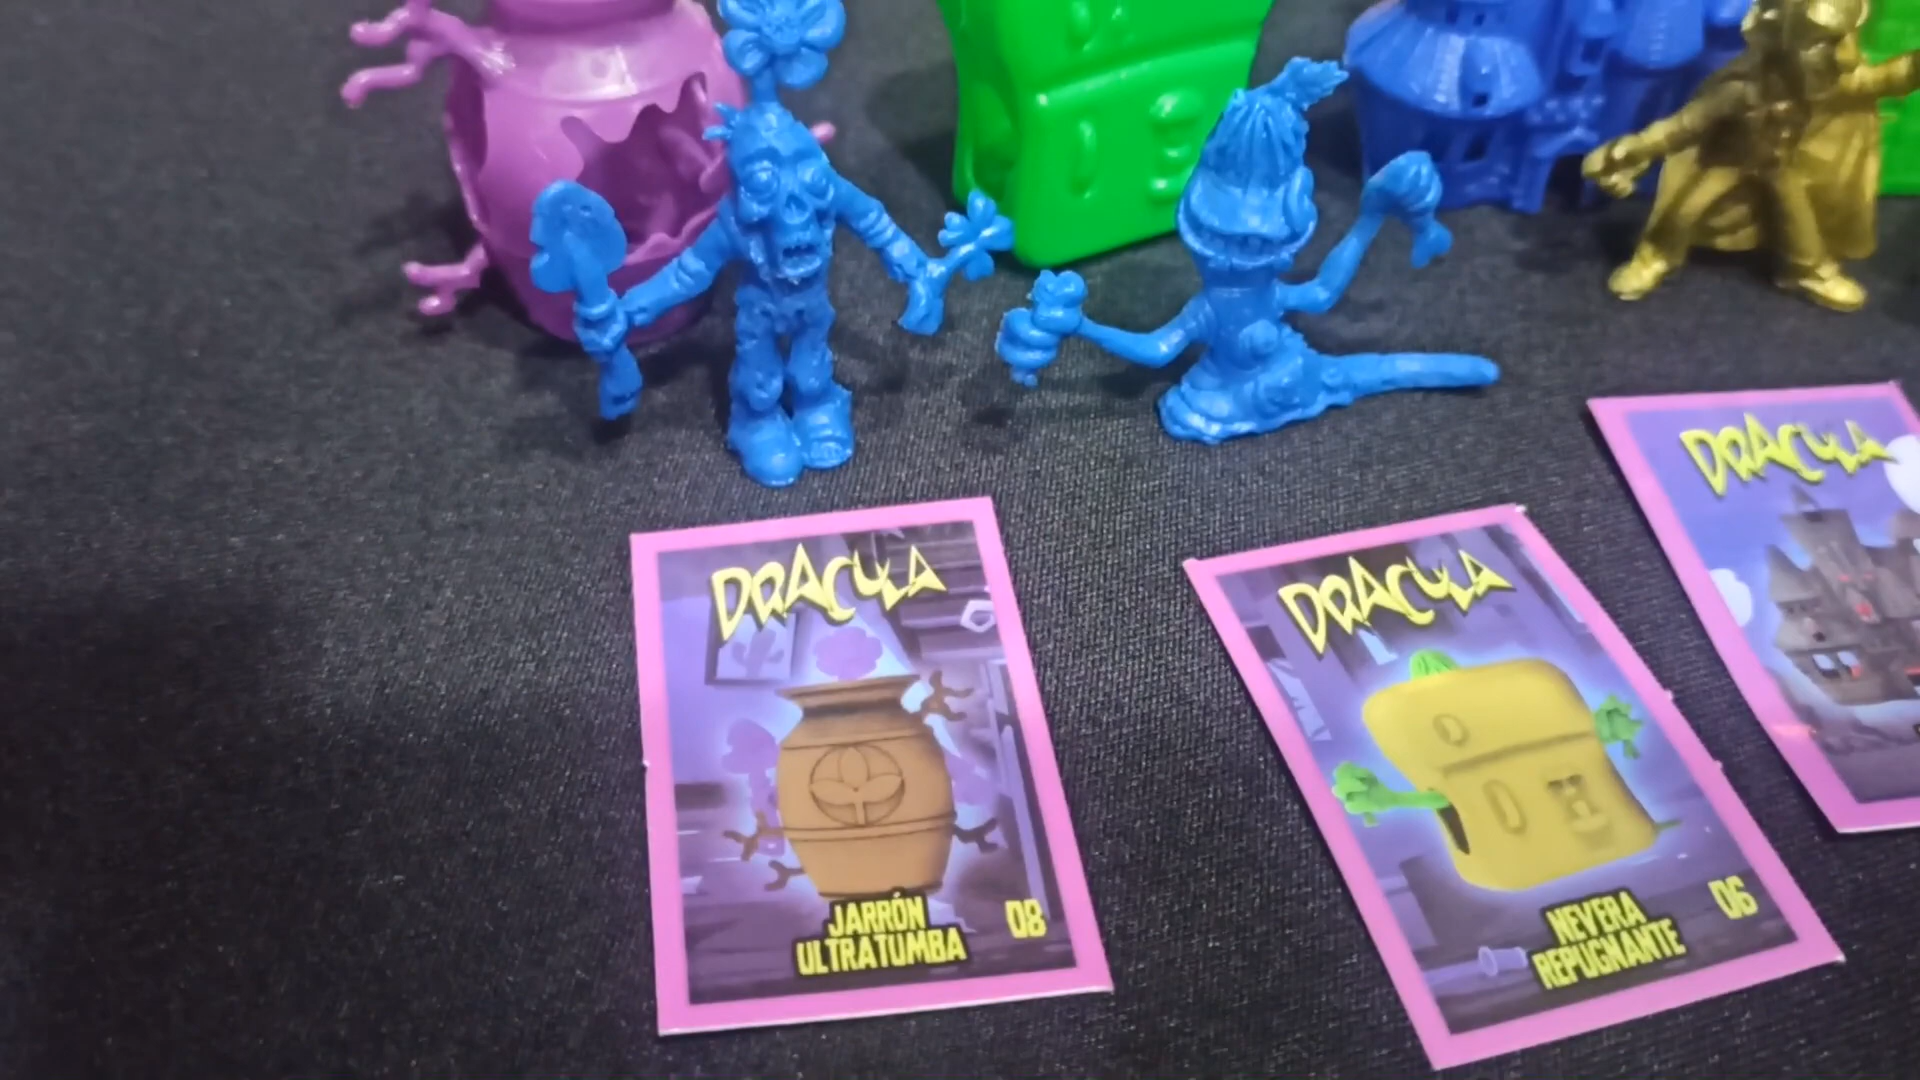 DRACULA
JARRÓN
ULTRATUMBA
08
DRACULA
NEVERA
REPUGNANTE
06
DRACULA